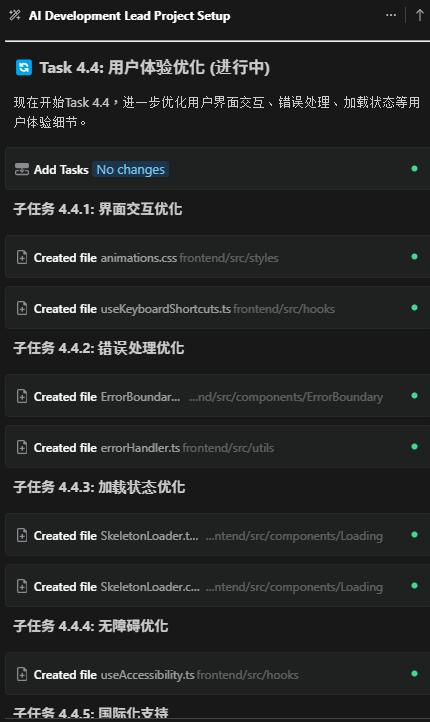 AI Development Lead Project Setup
Task 4.4: 用户体验优化 (进行中)
现在开始Task 4.4，进一步优化用户界面交互、错误处理、加载状态等用
户体验细节。
Add Tasks No changes
子任务 4.4.1: 界面交互优化
Created file animations.css frontend/src/styles
Created file useKeyboardShortcuts.ts frontend/src/hooks
子任务 4.4.2: 错误处理优化
Created file ErrorBoundar... ...nd/src/components/ErrorBoundary
Created file errorHandler.ts frontend/src/utils
子任务 4.4.3: 加载状态优化
Created file SkeletonLoader.t... ...ntend/src/components/Loading
Created file SkeletonLoader.c... ...ntend/src/components/Loading
子任务 4.4.4: 无障碍优化
Created file useAccessibility.ts frontend/src/hooks
子任务 4.4.5: 国际化支持